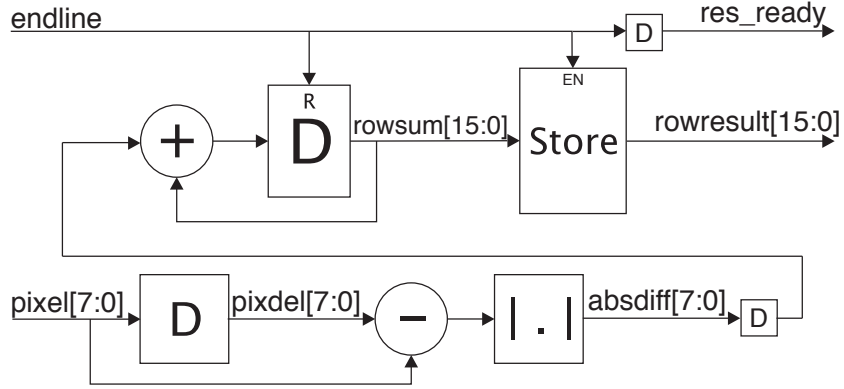 endline
D
res_ready
R
D
EN
Store
+
rowsum[15:0]
rowresult[15:0]
pixel[7:0]
D
pixdel[7:0]
−
| . |
absdiff[7:0]
D